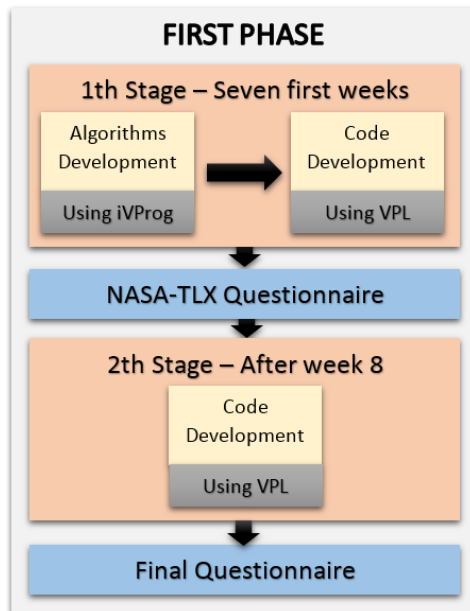 FIRST PHASE
1th Stage – Seven first weeks
Algorithms
Development
Using iVProg
Code
Development
Using VPL
NASA-TLX Questionnaire
2th Stage – After week 8
Code
Development
Using VPL
Final Questionnaire